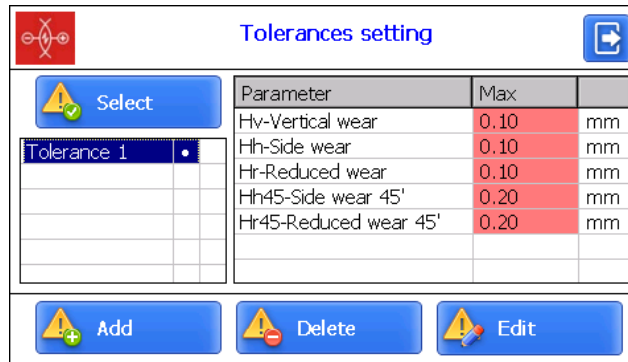 Tolerances setting
Select
Tolerance 1 •
Parameter Max
Hv-Vertical wear 0.10 mm
Hh-Side wear 0.10 mm
Hr-Reduced wear 0.10 mm
Hh45-Side wear 45' 0.20 mm
Hr45-Reduced wear 45' 0.20 mm
Add Delete Edit